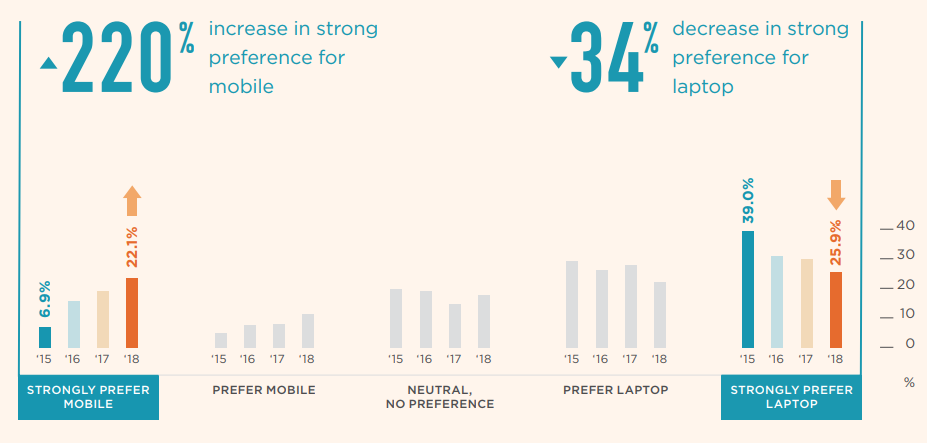 220% increase in strong
preference for
mobile
34% decrease in strong
preference for
laptop
6.9%
22.1%
39.0%
25.9%
40
30
20
10
0
%
'15 '16 '17 '18
'15 '16 '17 '18
'15 '16 '17 '18
'15 '16 '17 '18
'15 '16 '17 '18
STRONGLY PREFER
MOBILE
PREFER MOBILE
NEUTRAL,
NO PREFERENCE
PREFER LAPTOP
STRONGLY PREFER
LAPTOP